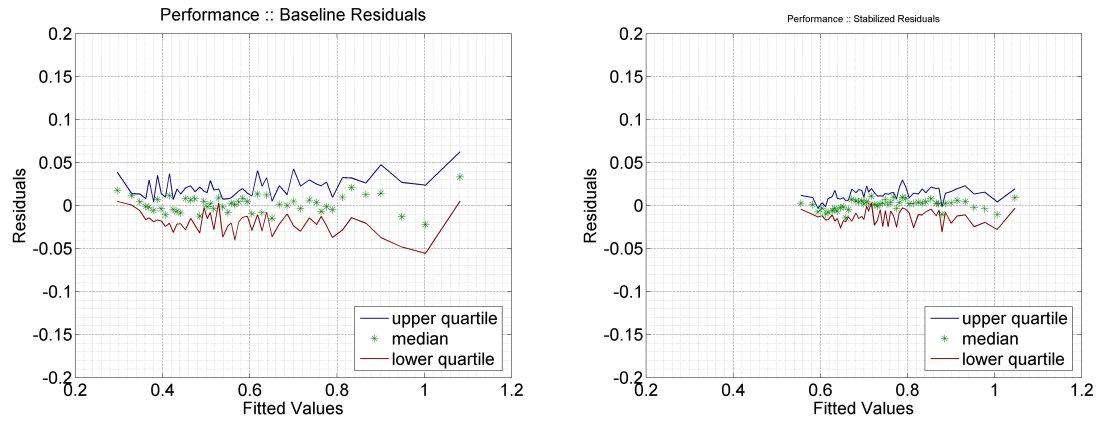 Performance :: Baseline Residuals
0.2
0.15
0.1
0.05
0
-0.05
-0.1
-0.15
-0.2
Residuals
0.2 0.4 0.6 0.8 1 1.2
Fitted Values
upper quartile
median
lower quartile
Performance :: Stabilized Residuals
0.2
0.15
0.1
0.05
0
-0.05
-0.1
-0.15
-0.2
Residuals
0.2 0.4 0.6 0.8 1 1.2
Fitted Values
upper quartile
median
lower quartile